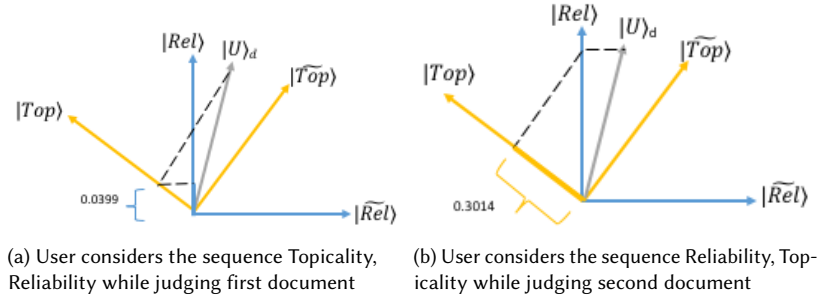 |Rel⟩
|U⟩d
|T̃op⟩
|Top⟩
0.0399
|R̃el⟩
(a) User considers the sequence Topicality,
Reliability while judging first document
|Rel⟩
|U⟩d
|T̃op⟩
|Top⟩
0.3014
|R̃el⟩
(b) User considers the sequence Reliability, Top-
icality while judging second document